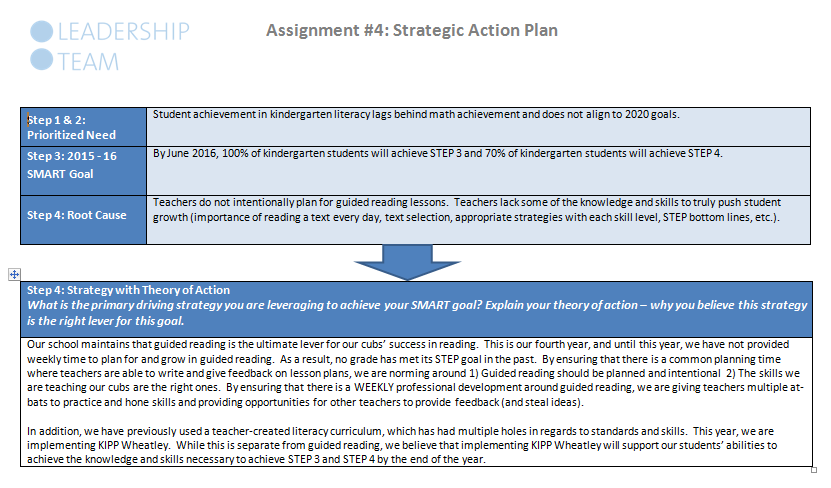 LEADERSHIP
TEAM
Assignment #4: Strategic Action Plan
Step 1 & 2:
Prioritized Need
Student achievement in kindergarten literacy lags behind math achievement and does not align to 2020 goals.
Step 3: 2015 - 16
SMART Goal
By June 2016, 100% of kindergarten students will achieve STEP 3 and 70% of kindergarten students will achieve STEP 4.
Step 4: Root Cause
Teachers do not intentionally plan for guided reading lessons. Teachers lack some of the knowledge and skills to truly push student
growth (importance of reading a text every day, text selection, appropriate strategies with each skill level, STEP bottom lines, etc.).
Step 4: Strategy with Theory of Action
What is the primary driving strategy you are leveraging to achieve your SMART goal? Explain your theory of action – why you believe this strategy
is the right lever for this goal.
Our school maintains that guided reading is the ultimate lever for our cubs' success in reading. This is our fourth year, and until this year, we have not provided
weekly time to plan for and grow in guided reading. As a result, no grade has met its STEP goal in the past. By ensuring that there is a common planning time
where teachers are able to write and give feedback on lesson plans, we are norming around 1) Guided reading should be planned and intentional 2) The skills we
are teaching our cubs are the right ones. By ensuring that there is a WEEKLY professional development around guided reading, we are giving teachers multiple at-
bats to practice and hone skills and providing opportunities for other teachers to provide feedback (and steal ideas).
In addition, we have previously used a teacher-created literacy curriculum, which has had multiple holes in regards to standards and skills. This year, we are
implementing KIPP Wheatley. While this is separate from guided reading, we believe that implementing KIPP Wheatley will support our students' abilities to
achieve the knowledge and skills necessary to achieve STEP 3 and STEP 4 by the end of the year.